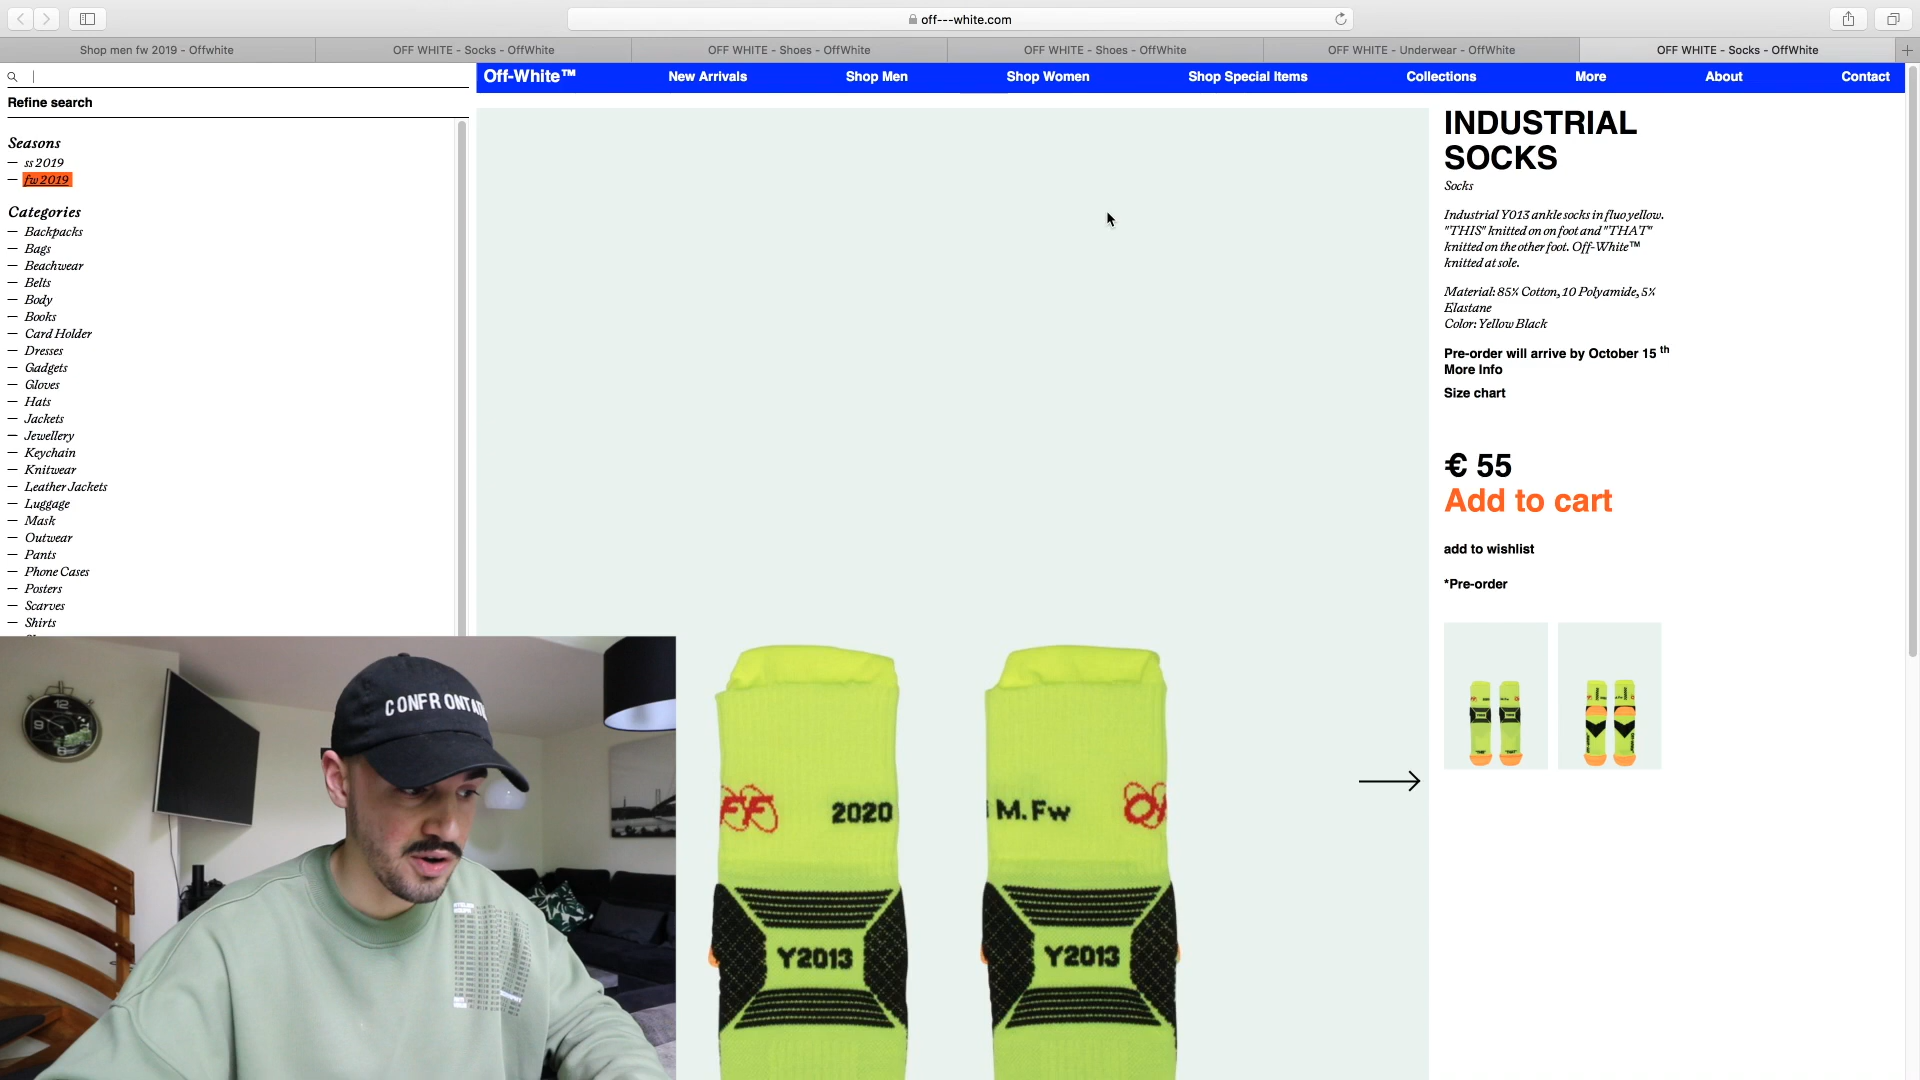 off---white.com
Shop men fw 2019 - Offwhite
OFF WHITE - Socks - OffWhite
OFF WHITE - Shoes - OffWhite
OFF WHITE - Shoes - OffWhite
OFF WHITE - Underwear - OffWhite
OFF WHITE - Socks - OffWhite
Off-White™
New Arrivals
Shop Men
Shop Women
Shop Special Items
Collections
More
About
Contact
Refine search
Seasons
— ss 2019
— fw 2019
Categories
— Backpacks
— Bags
— Beachwear
— Belts
— Body
— Books
— Card Holder
— Dresses
— Gadgets
— Gloves
— Hats
— Jackets
— Jewellery
— Keychain
— Knitwear
— Leather Jackets
— Luggage
— Mask
— Outwear
— Pants
— Phone Cases
— Posters
— Scarves
— Shirts
INDUSTRIAL
SOCKS
Socks
Industrial Y013 ankle socks in fluo yellow.
"THIS" knitted on on foot and "THAT"
knitted on the other foot. Off-White™
knitted at sole.
Material: 85% Cotton, 10 Polyamide, 5%
Elastane
Color: Yellow Black
Pre-order will arrive by October 15 th
More Info
Size chart
€ 55
Add to cart
add to wishlist
*Pre-order
FF
2020
M. Fw
Y2013
Y2013
12
9